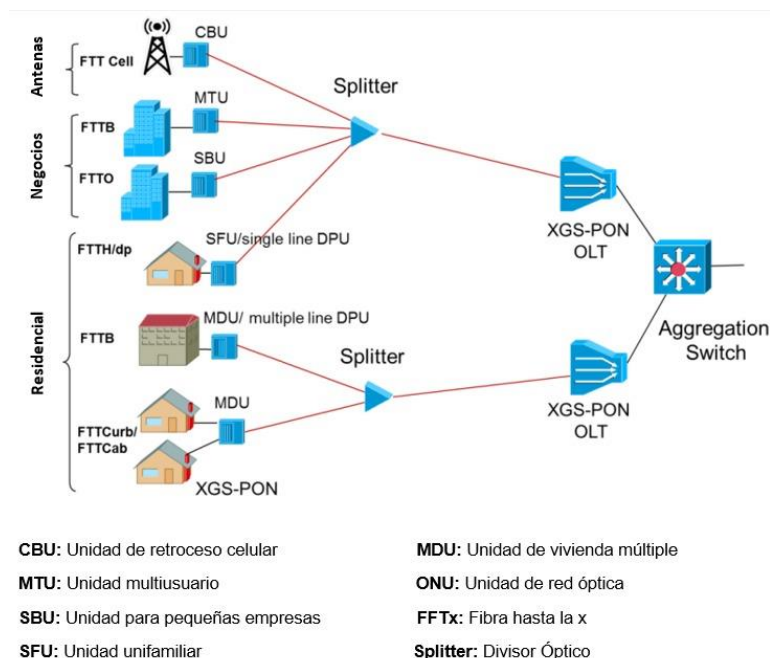 Antenas
FTT Cell
CBU
Splitter
Negocios
FTTB
MTU
FTTO
SBU
XGS-PON
OLT
Residencial
FTTH/dp
SFU/single line DPU
MDU/ multiple line DPU
FTTB
Splitter
Aggregation
Switch
MDU
FTTCurb/
FTTCab
XGS-PON
XGS-PON
OLT
CBU: Unidad de retroceso celular
MTU: Unidad multiusuario
SBU: Unidad para pequeñas empresas
SFU: Unidad unifamiliar
MDU: Unidad de vivienda múltiple
ONU: Unidad de red óptica
FFTx: Fibra hasta la x
Splitter: Divisor Óptico